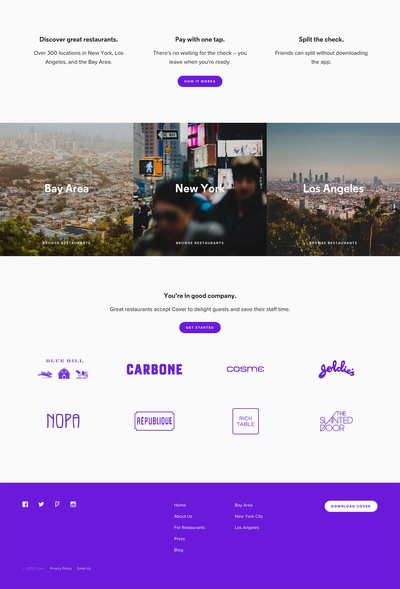 Discover great restaurants.
Over 300 locations in New York, Los
Angeles, and the Bay Area.
Pay with one tap.
There's no waiting for the check – you
leave when you're ready.
Split the check.
Friends can split without downloading
the app.
HOW IT WORKS
Bay Area
BROWSE RESTAURANTS
New York
BROWSE RESTAURANTS
Los Angeles
BROWSE RESTAURANTS
You're in good company.
Great restaurants accept Cover to delight guests and save their staff time.
GET STARTED
BLUE HILL
CARBONE
COSME
Goldie's
NOPA
RÉPUBLIQUE
RICH
TABLE
THE
SLANTED
DOOR
Home
About Us
For Restaurants
Press
Blog
Bay Area
New York City
Los Angeles
DOWNLOAD COVER
Privacy Policy
Email Us